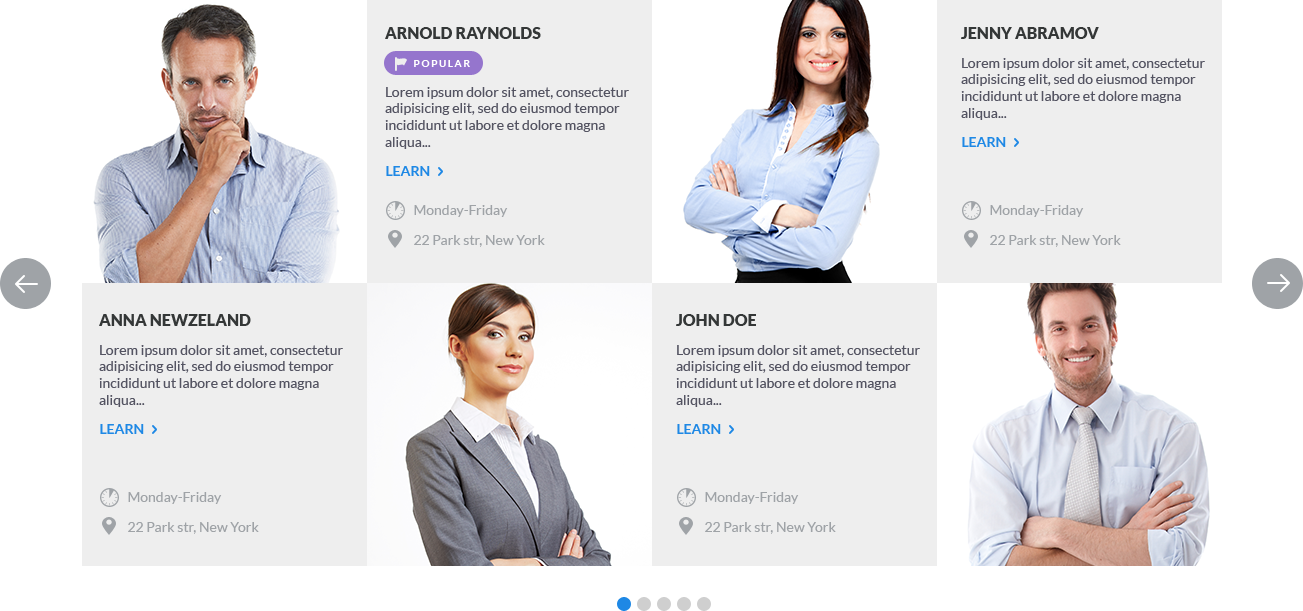 ARNOLD RAYNOLDS
POPULAR
Lorem ipsum dolor sit amet, consectetur
adipisicing elit, sed do eiusmod tempor
incididunt ut labore et dolore magna
aliqua...
LEARN
Monday-Friday
22 Park str, New York
JENNY ABRAMOV
Lorem ipsum dolor sit amet, consectetur
adipisicing elit, sed do eiusmod tempor
incididunt ut labore et dolore magna
aliqua...
LEARN
Monday-Friday
22 Park str, New York
ANNA NEWZELAND
Lorem ipsum dolor sit amet, consectetur
adipisicing elit, sed do eiusmod tempor
incididunt ut labore et dolore magna
aliqua...
LEARN
Monday-Friday
22 Park str, New York
JOHN DOE
Lorem ipsum dolor sit amet, consectetur
adipisicing elit, sed do eiusmod tempor
incididunt ut labore et dolore magna
aliqua...
LEARN
Monday-Friday
22 Park str, New York